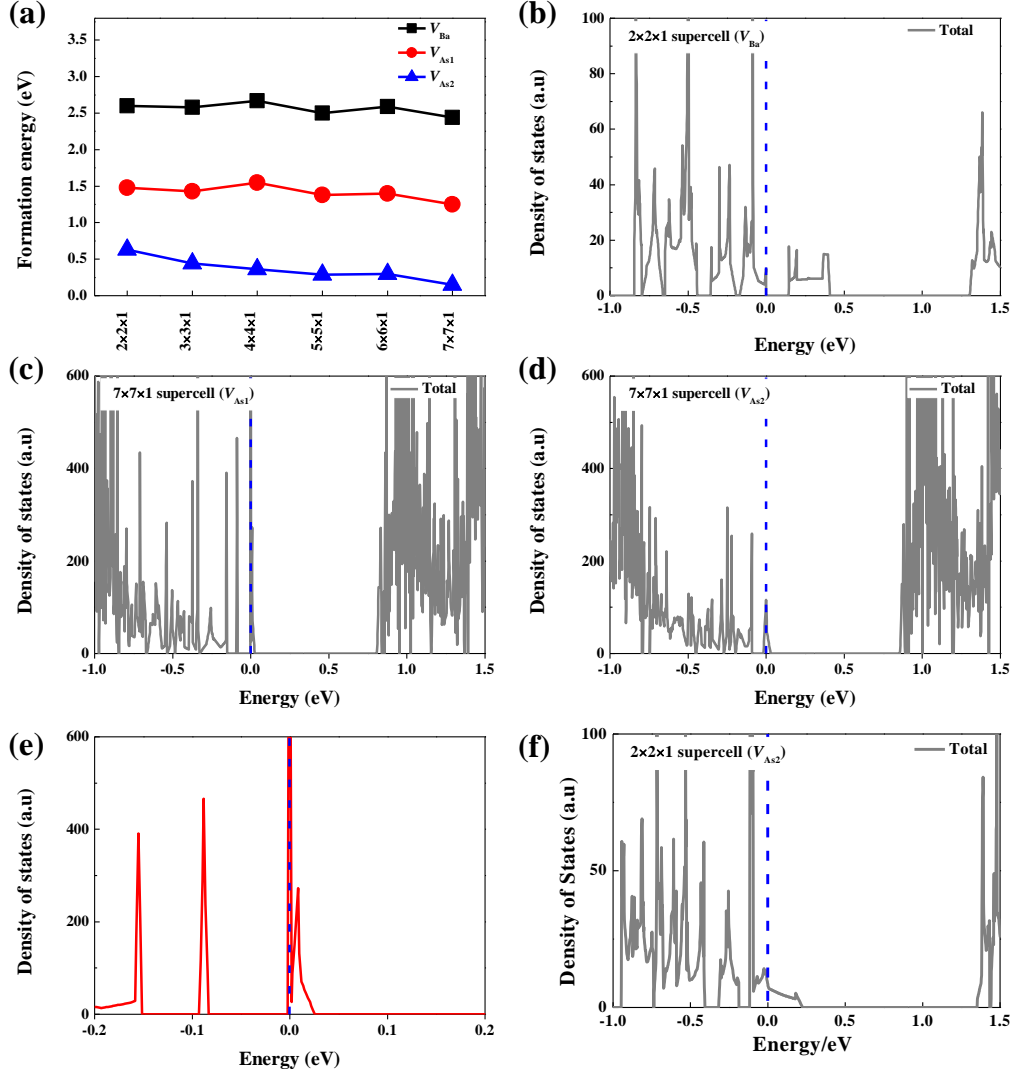 (a)
V_Ba
V_As1
V_As2
3.5
3.0
2.5
2.0
1.5
1.0
0.5
0.0
Formation energy (eV)
2×2×1
3×3×1
4×4×1
5×5×1
6×6×1
7×7×1
(b)
2×2×1 supercell (V_Ba)
Total
100
80
60
40
20
0
Density of states (a.u)
-1.0 -0.5 0.0 0.5 1.0 1.5
Energy (eV)
(c)
7×7×1 supercell (V_As1)
Total
600
400
200
0
Density of states (a.u)
-1.0 -0.5 0.0 0.5 1.0 1.5
Energy (eV)
(d)
7×7×1 supercell (V_As2)
Total
600
400
200
0
Density of states (a.u)
-1.0 -0.5 0.0 0.5 1.0 1.5
Energy (eV)
(e)
600
400
200
0
Density of states (a.u)
-0.2 -0.1 0.0 0.1 0.2
Energy (eV)
(f)
2×2×1 supercell (V_As2)
Total
100
50
0
Density of States (a.u)
-1.0 -0.5 0.0 0.5 1.0 1.5
Energy/eV